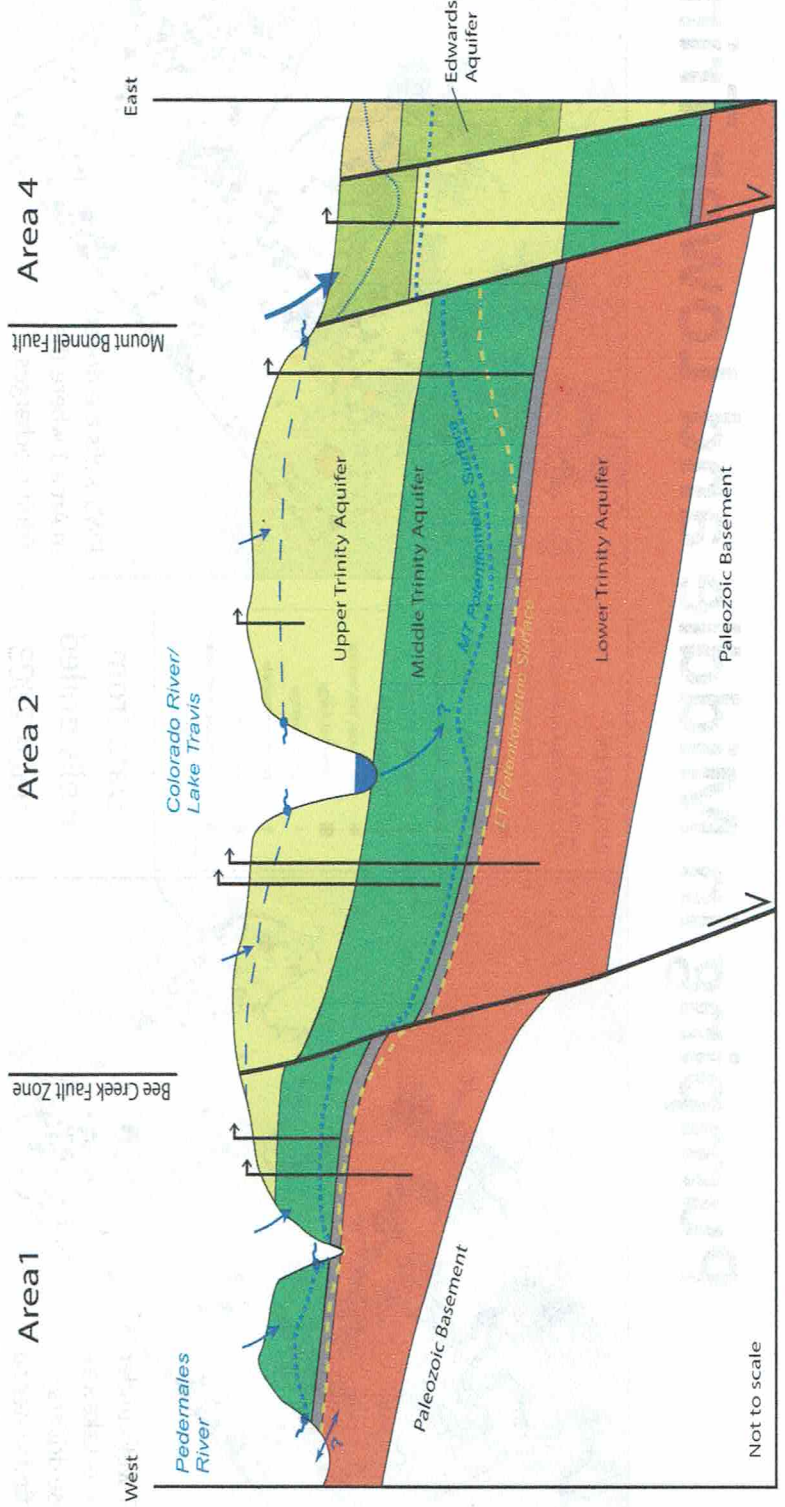 Area1
Area 2
Area 4
Bee Creek Fault Zone
Mount Bonnell Fault
West
East
Pedernales
River
Colorado River/
Lake Travis
Edwards
Aquifer
Upper Trinity Aquifer
Middle Trinity Aquifer
MT Potentiometric Surface
?
LT Potentiometric Surface
Lower Trinity Aquifer
?
Paleozoic Basement
Paleozoic Basement
Not to scale